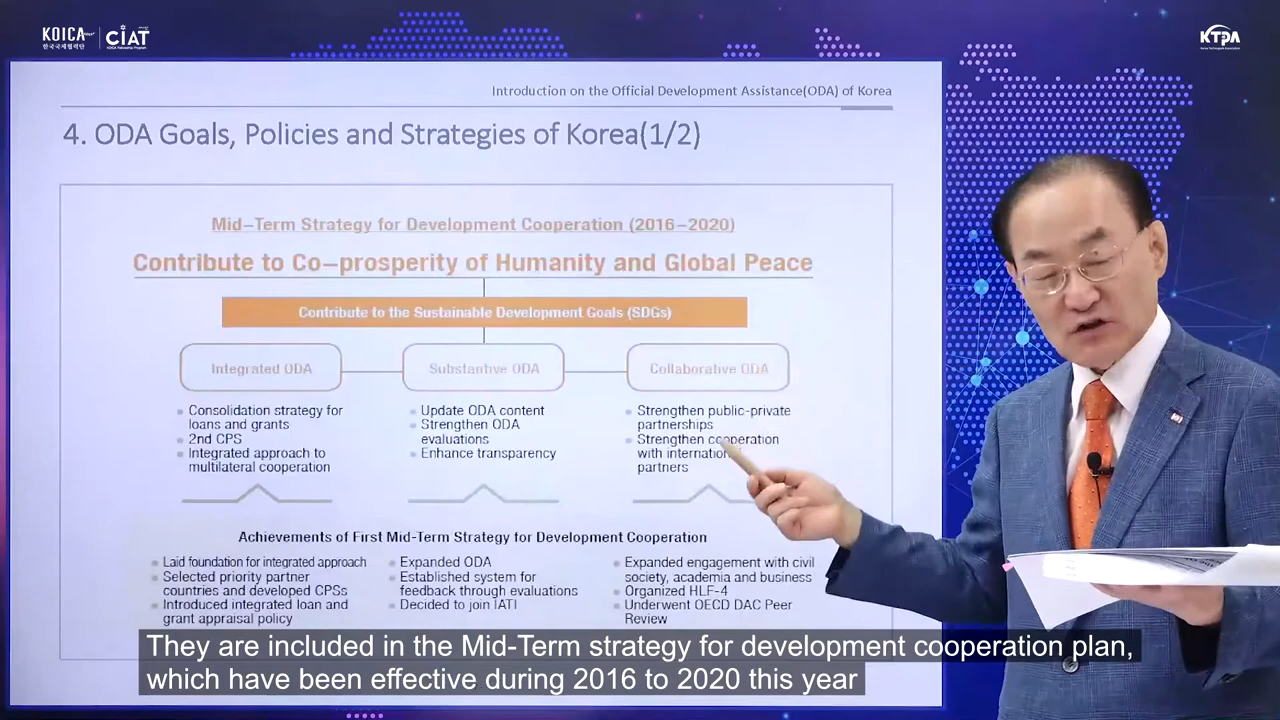 KOICA
한국국제협력단
CIAT
KOICA Fellowship Program
KTPA
Korea Technopark Association
Introduction on the Official Development Assistance(ODA) of Korea
4. ODA Goals, Policies and Strategies of Korea(1/2)
Mid-Term Strategy for Development Cooperation (2016-2020)
Contribute to Co-prosperity of Humanity and Global Peace
Contribute to the Sustainable Development Goals (SDGs)
Integrated ODA
Consolidation strategy for
loans and grants
2nd CPS
Integrated approach to
multilateral cooperation
Substantive ODA
Update ODA content
Strengthen ODA
evaluations
Enhance transparency
Collaborative ODA
Strengthen public-private
partnerships
Strengthen cooperation
with international
partners
Achievements of First Mid-Term Strategy for Development Cooperation
Laid foundation for integrated approach
Selected priority partner
countries and developed CPSs
Introduced integrated loan and
grant appraisal policy
Expanded ODA
Established system for
feedback through evaluations
Decided to join IATI
Expanded engagement with civil
society, academia and business
Organized HLF-4
Underwent OECD DAC Peer
Review
They are included in the Mid-Term strategy for development cooperation plan,
which have been effective during 2016 to 2020 this year